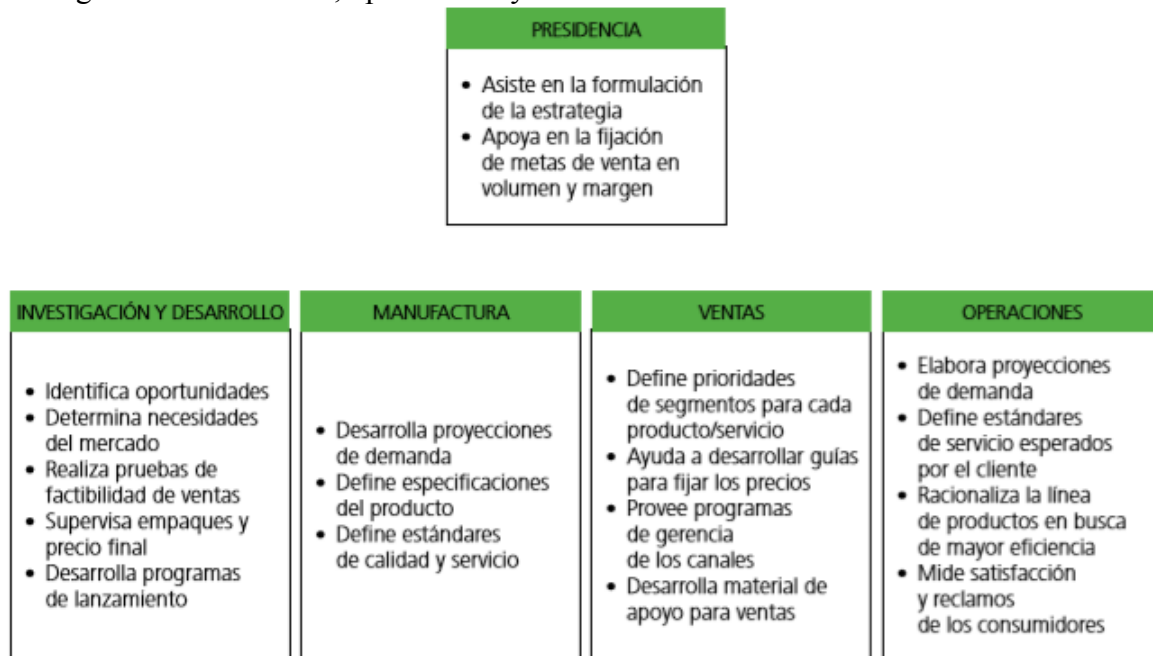 PRESIDENCIA
• Asiste en la formulación
de la estrategia
• Apoya en la fijación
de metas de venta en
volumen y margen
INVESTIGACIÓN Y DESARROLLO
• Identifica oportunidades
• Determina necesidades
del mercado
• Realiza pruebas de
factibilidad de ventas
• Supervisa empaques y
precio final
• Desarrolla programas
de lanzamiento
MANUFACTURA
• Desarrolla proyecciones
de demanda
• Define especificaciones
del producto
• Define estándares
de calidad y servicio
VENTAS
• Define prioridades
de segmentos para cada
producto/servicio
• Ayuda a desarrollar guías
para fijar los precios
• Provee programas
de gerencia
de los canales
• Desarrolla material de
apoyo para ventas
OPERACIONES
• Elabora proyecciones
de demanda
• Define estándares
de servicio esperados
por el cliente
• Racionaliza la línea
de productos en busca
de mayor eficiencia
• Mide satisfacción
y reclamos
de los consumidores